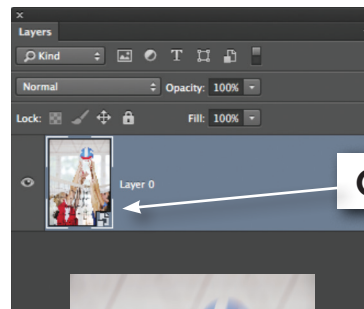 Layers
Kind
Normal Opacity: 100%
Lock: Fill: 100%
Layer 0